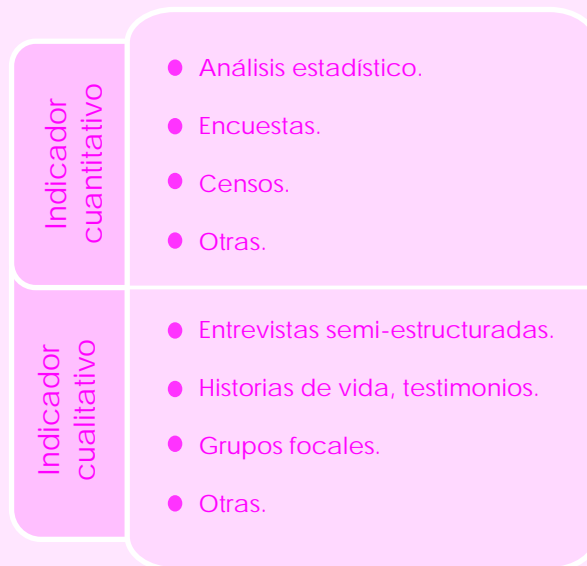 Indicador
cuantitativo
Análisis estadístico.
Encuestas.
Censos.
Otras.
Indicador
cualitativo
Entrevistas semi-estructuradas.
Historias de vida, testimonios.
Grupos focales.
Otras.